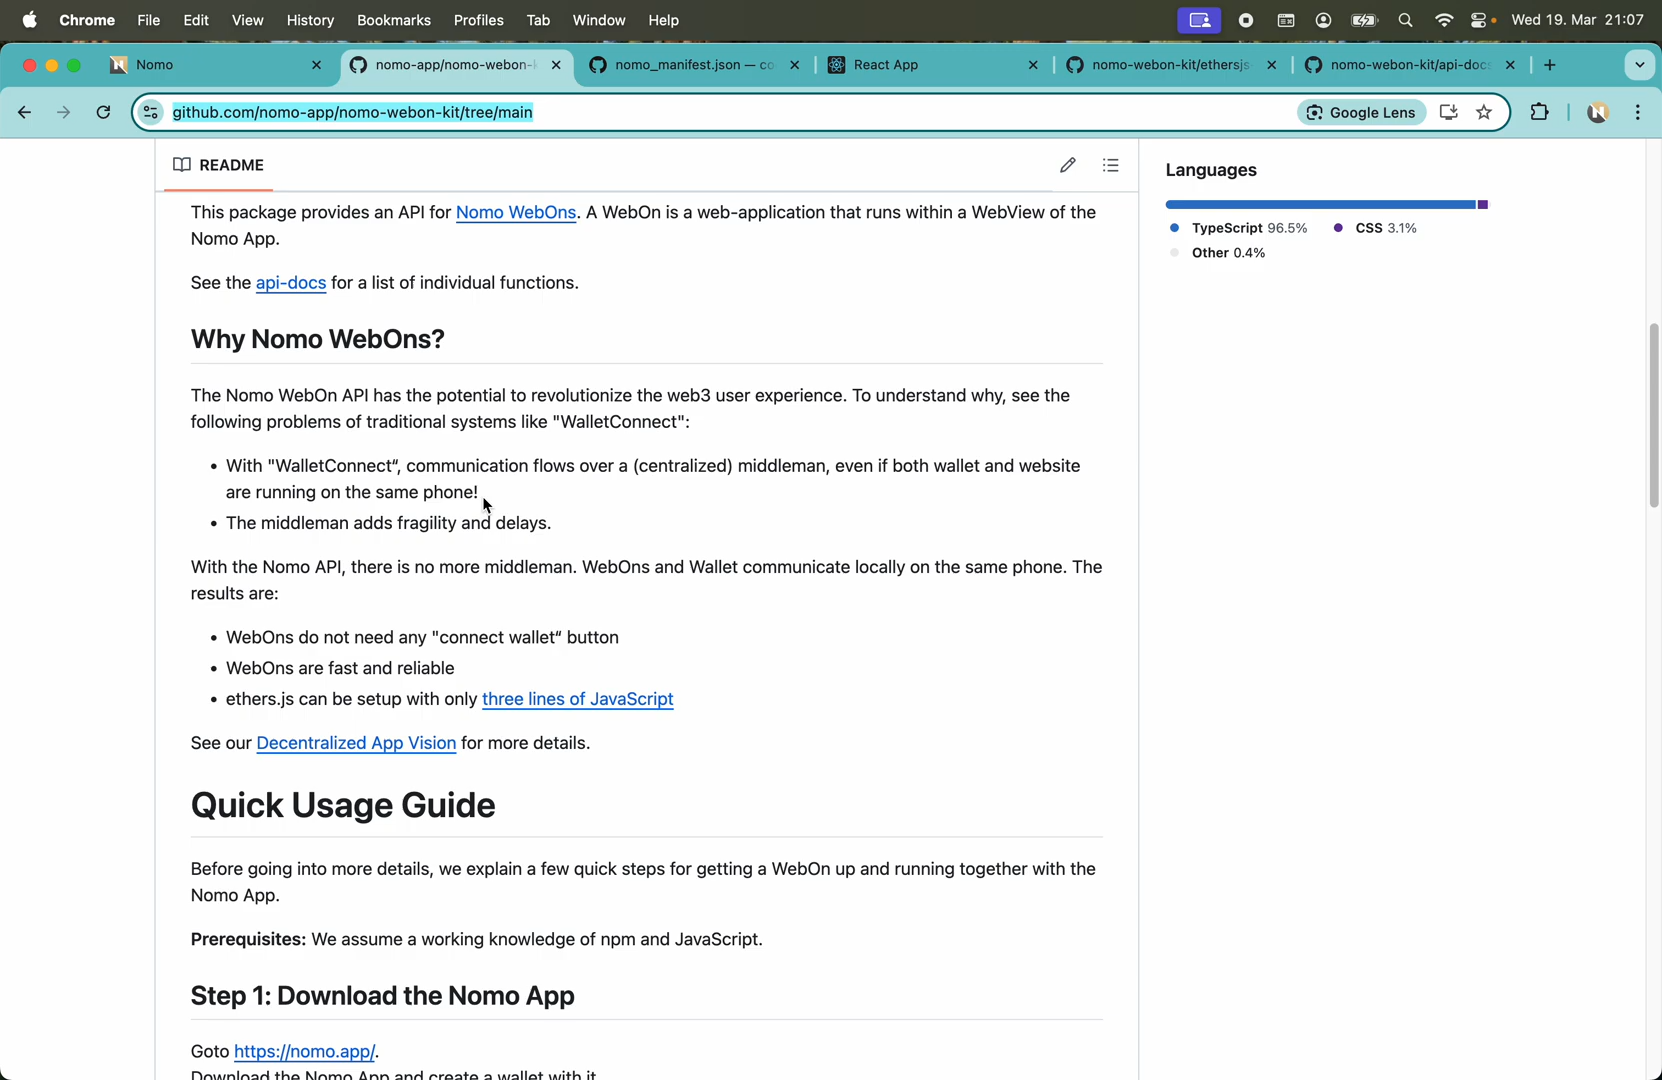 Chrome File Edit View History Bookmarks Profiles Tab Window Help Wed 19. Mar 21:07
Nomo nomo-app/nomo-webon-k nomo_manifest.json — co React App nomo-webon-kit/ethersjs nomo-webon-kit/api-docs
github.com/nomo-app/nomo-webon-kit/tree/main Google Lens
README
This package provides an API for Nomo WebOns. A WebOn is a web-application that runs within a WebView of the
Nomo App.
See the api-docs for a list of individual functions.
Why Nomo WebOns?
The Nomo WebOn API has the potential to revolutionize the web3 user experience. To understand why, see the
following problems of traditional systems like "WalletConnect":
• With "WalletConnect“, communication flows over a (centralized) middleman, even if both wallet and website
are running on the same phone!
• The middleman adds fragility and delays.
With the Nomo API, there is no more middleman. WebOns and Wallet communicate locally on the same phone. The
results are:
• WebOns do not need any "connect wallet“ button
• WebOns are fast and reliable
• ethers.js can be setup with only three lines of JavaScript
See our Decentralized App Vision for more details.
Quick Usage Guide
Before going into more details, we explain a few quick steps for getting a WebOn up and running together with the
Nomo App.
Prerequisites: We assume a working knowledge of npm and JavaScript.
Step 1: Download the Nomo App
Goto https://nomo.app/.
Download the Nomo App and create a wallet with it
Languages
TypeScript 96.5% CSS 3.1%
Other 0.4%